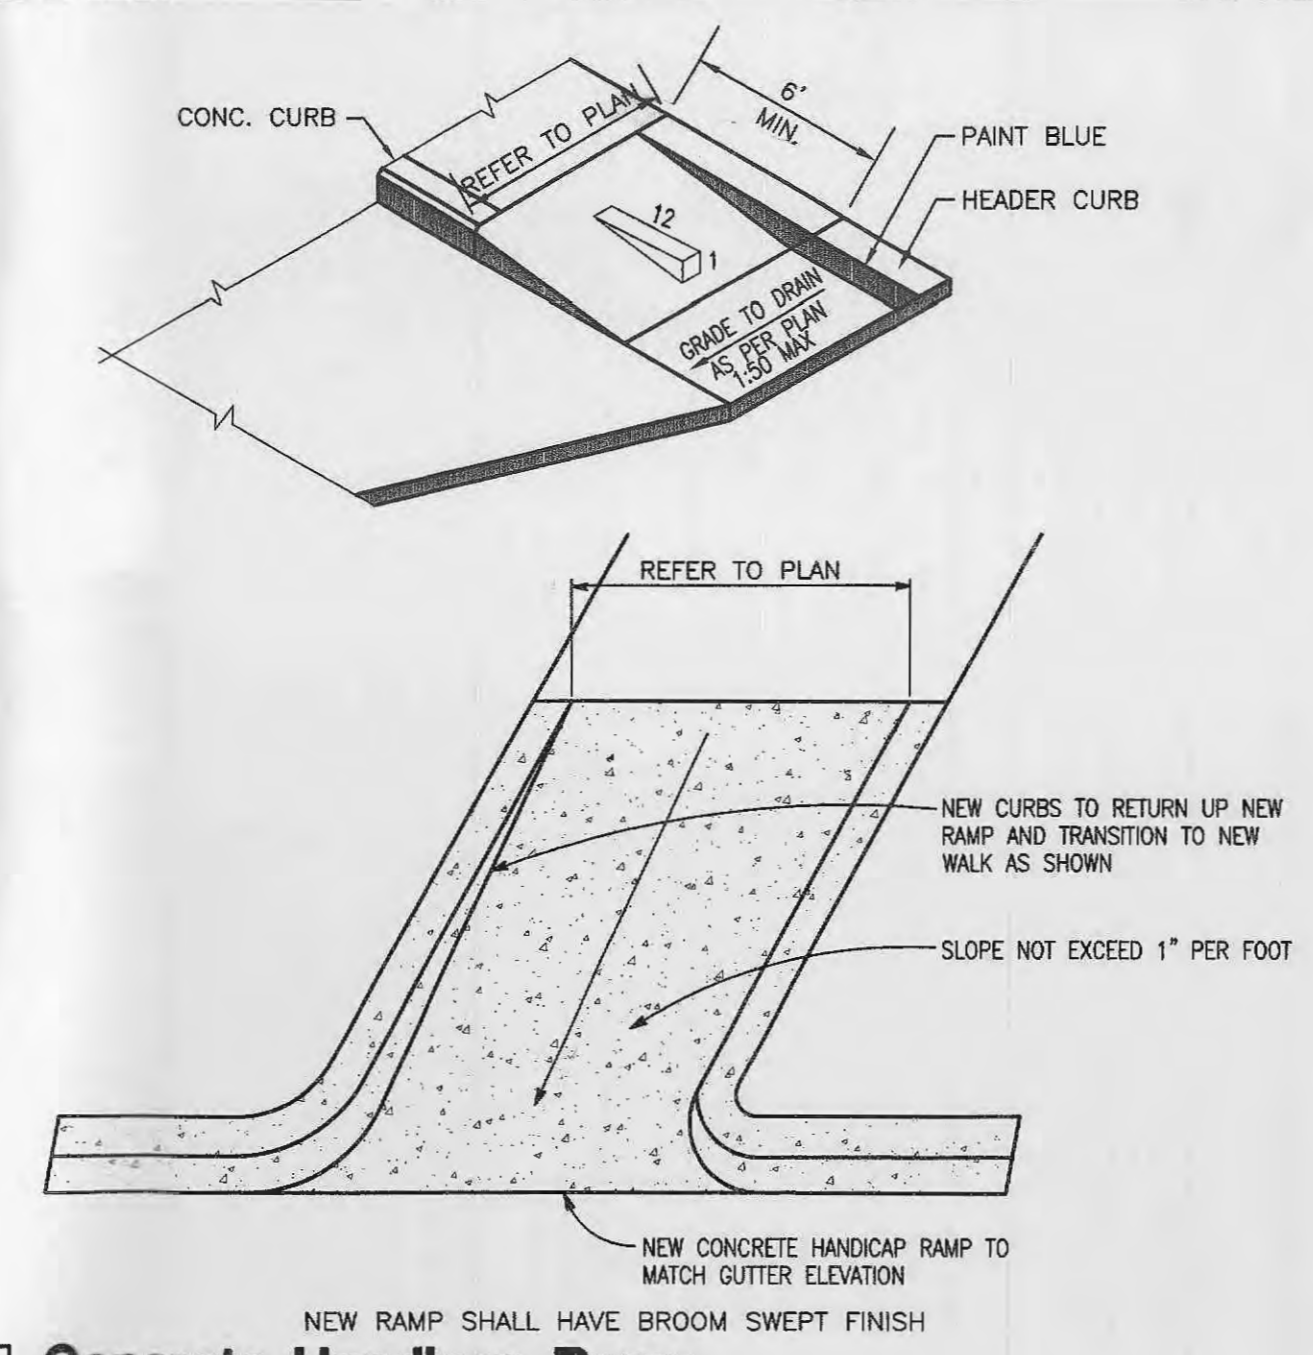 CONC. CURB
REFER TO PLAN
6'
MIN.
PAINT BLUE
HEADER CURB
12
1
GRADE TO DRAIN
AS PER PLAN
1:50 MAX
REFER TO PLAN
NEW CURBS TO RETURN UP NEW
RAMP AND TRANSITION TO NEW
WALK AS SHOWN
SLOPE NOT EXCEED 1" PER FOOT
NEW CONCRETE HANDICAP RAMP TO
MATCH GUTTER ELEVATION
NEW RAMP SHALL HAVE BROOM SWEPT FINISH